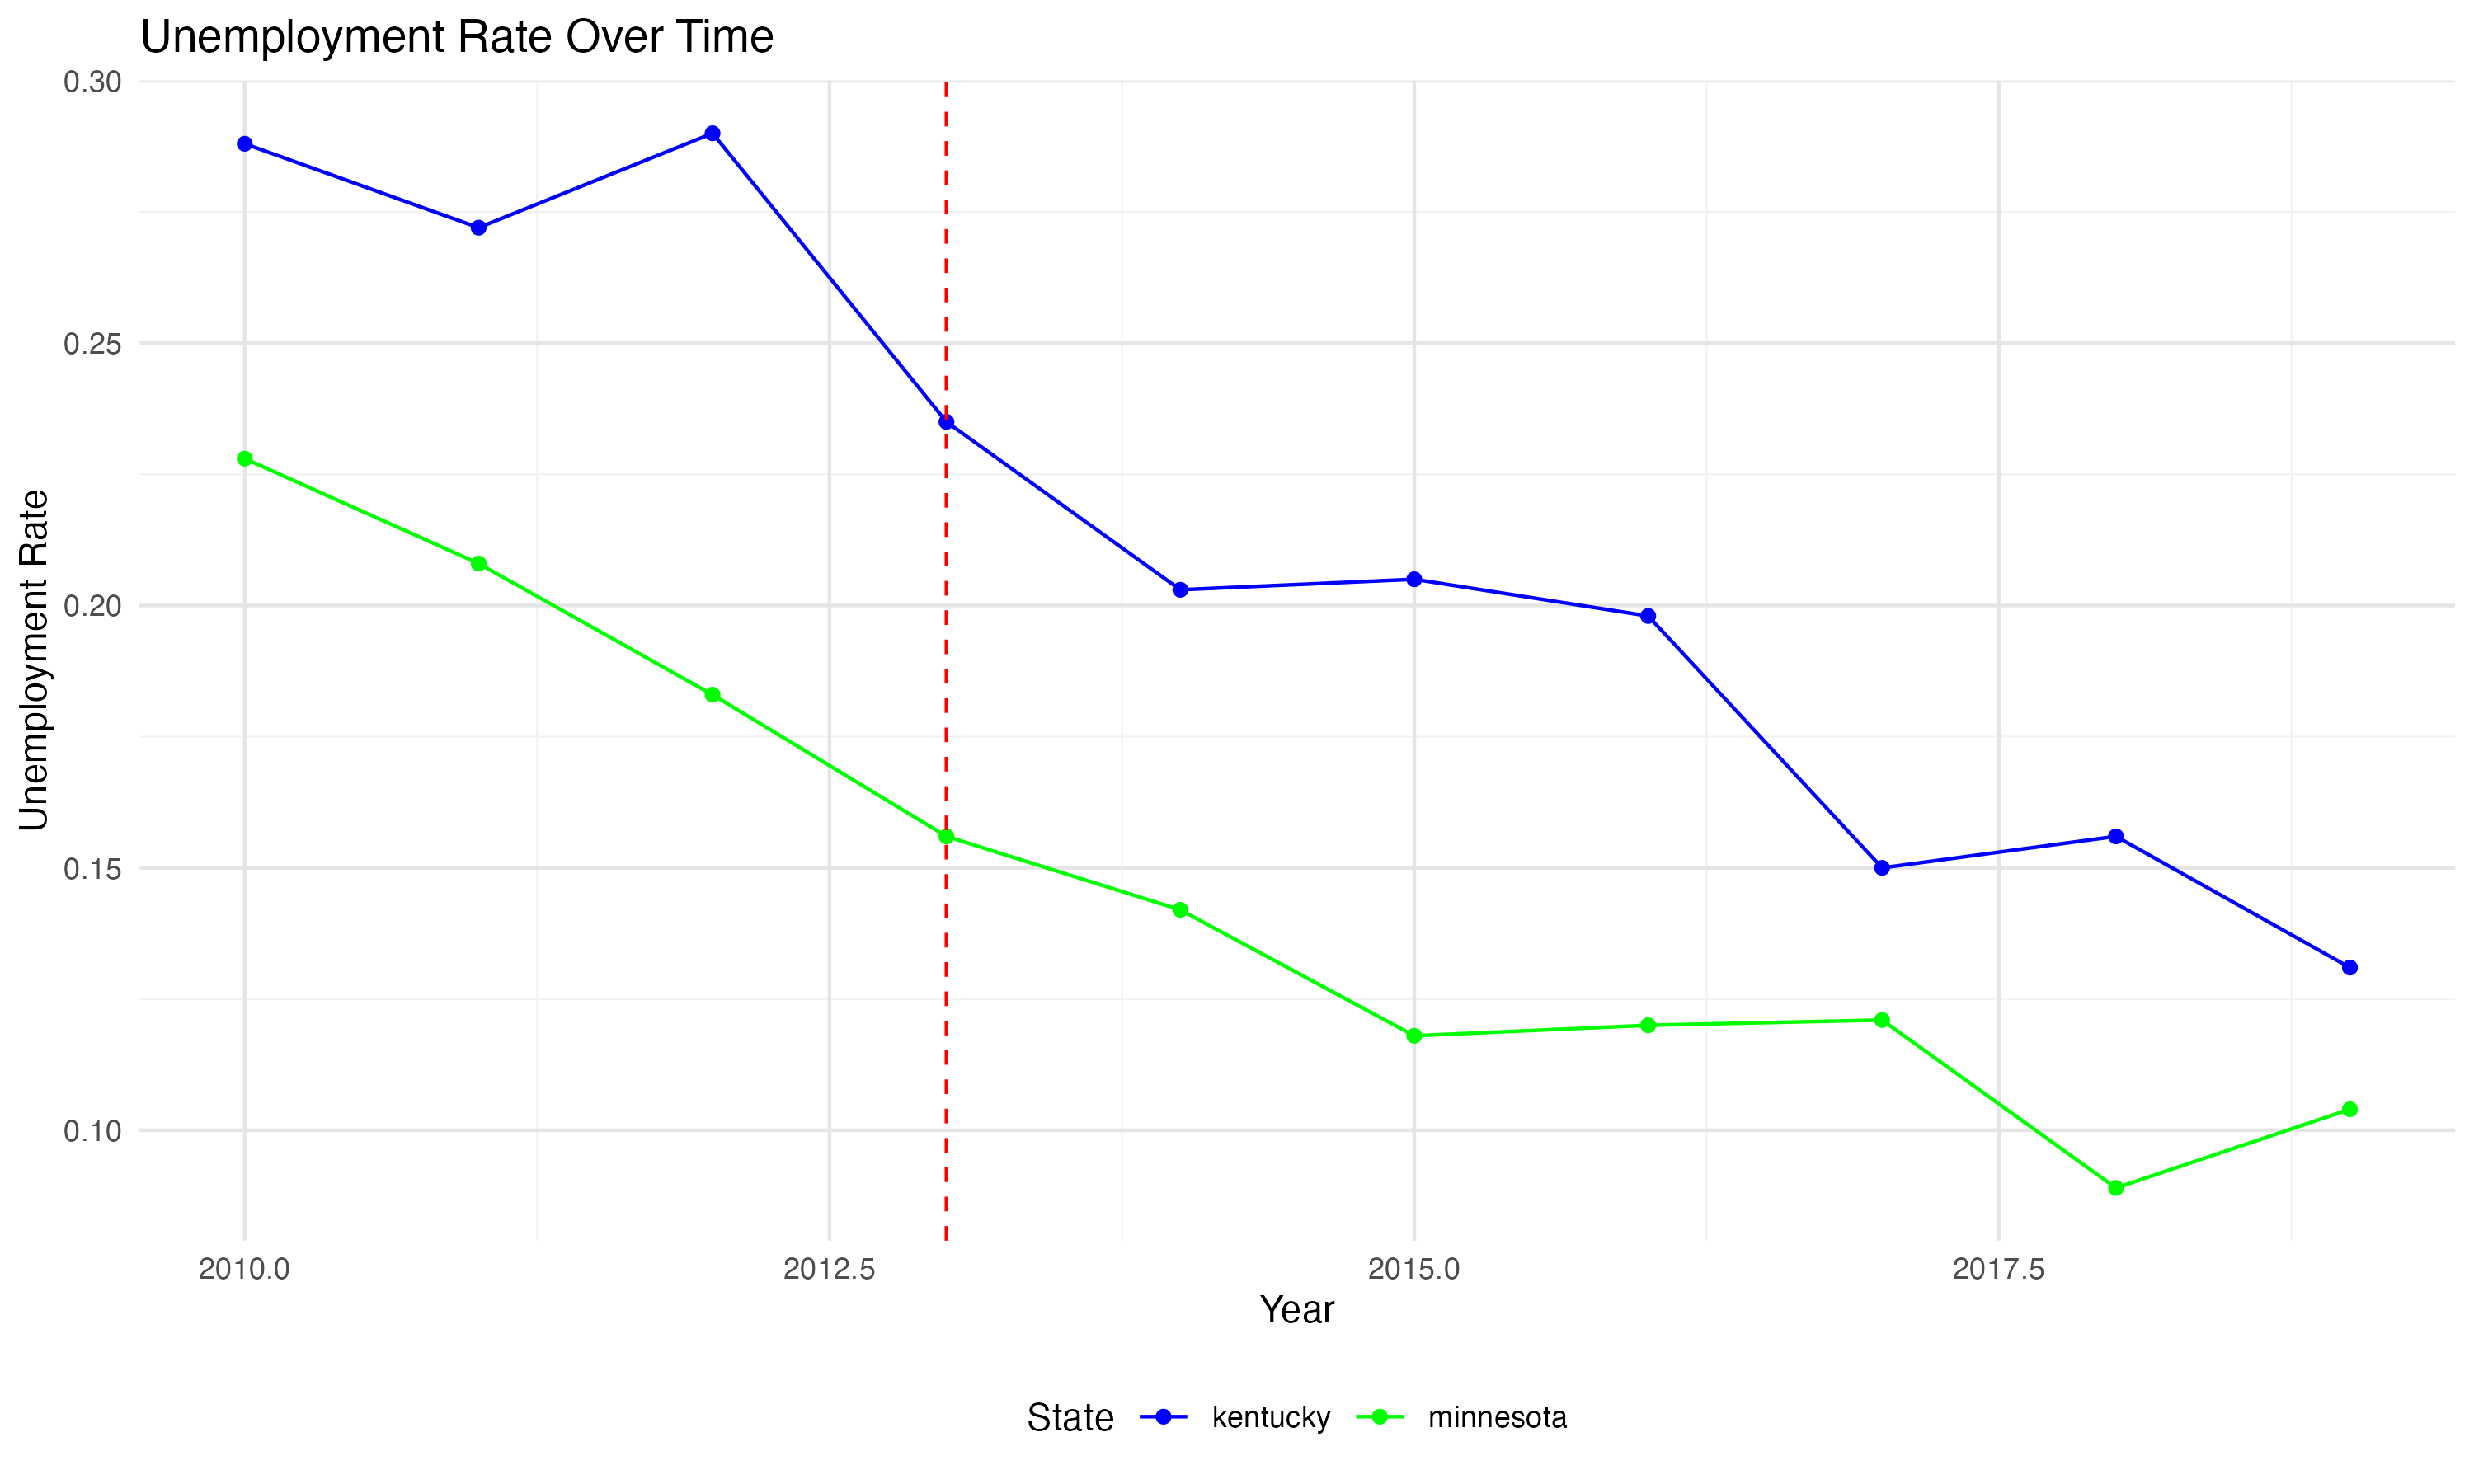 Unemployment Rate Over Time
0.30
0.25
0.20
0.15
0.10
Unemployment Rate
2010.0 2012.5 2015.0 2017.5
Year
State kentucky minnesota